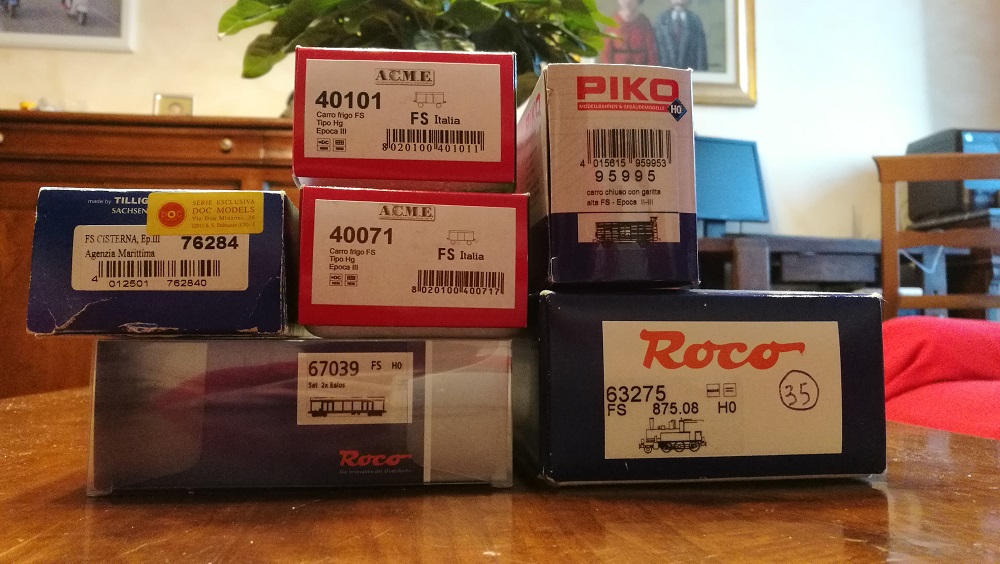 A.C.M.E.
40101
Carro frigo FS
Tipo Hg
Epoca III
FS Italia
8 020100 401011
PIKO
MODELLBAHNEN & GEBÄUDEMODELLE
H0
4 015615 959953
95995
carro chiuso con garitta
alta FS - Epoca II-III
made by TILLIG
SACHSEN
DOC
SERIE ESCLUSIVA
DOC MODELS
FS CISTERNA, Ep.III
76284
Agenzia Marittima
4 012501 762840
A.C.M.E.
40071
Carro frigo FS
Tipo Hg
Epoca III
FS Italia
8 020100 400717
67039 FS H0
Set 2x Ealos
Roco
Roco
63275
FS 875.08 H0
35